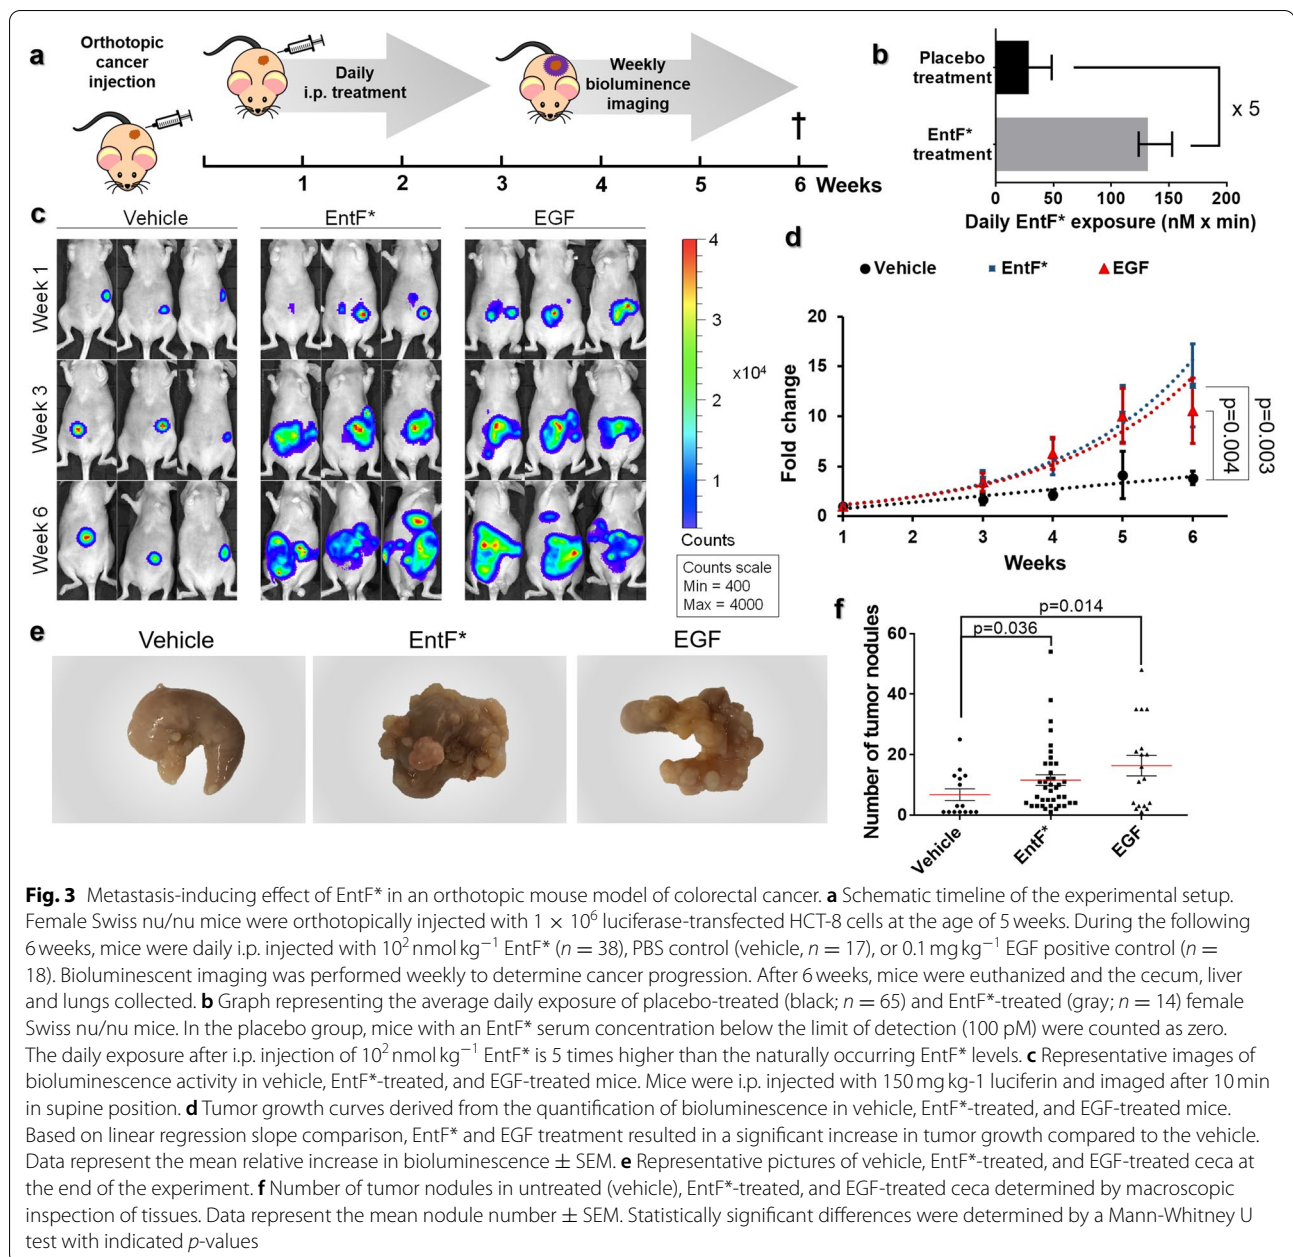 a
Orthotopic
cancer
injection
Daily
i.p. treatment
Weekly
bioluminence
imaging
†
1 2 3 4 5 6 Weeks
b
Placebo
treatment
EntF*
treatment
x 5
0 50 100 150 200
Daily EntF* exposure (nM x min)
c
Vehicle EntF* EGF
Week 1
Week 3
Week 6
4
3
x10⁴
2
1
Counts
Counts scale
Min = 400
Max = 4000
d
Vehicle EntF* EGF
Fold change
20
15
10
5
0
1 2 3 4 5 6
Weeks
p=0.004
p=0.003
e
Vehicle EntF* EGF
f
p=0.014
p=0.036
Number of tumor nodules
60
40
20
0
Vehicle
EntF*
EGF
Fig. 3 Metastasis-inducing effect of EntF* in an orthotopic mouse model of colorectal cancer. a Schematic timeline of the experimental setup.
Female Swiss nu/nu mice were orthotopically injected with 1 × 10⁶ luciferase-transfected HCT-8 cells at the age of 5 weeks. During the following
6 weeks, mice were daily i.p. injected with 10² nmol kg⁻¹ EntF* (n = 38), PBS control (vehicle, n = 17), or 0.1 mg kg⁻¹ EGF positive control (n =
18). Bioluminescent imaging was performed weekly to determine cancer progression. After 6 weeks, mice were euthanized and the cecum, liver
and lungs collected. b Graph representing the average daily exposure of placebo-treated (black; n = 65) and EntF*-treated (gray; n = 14) female
Swiss nu/nu mice. In the placebo group, mice with an EntF* serum concentration below the limit of detection (100 pM) were counted as zero.
The daily exposure after i.p. injection of 10² nmol kg⁻¹ EntF* is 5 times higher than the naturally occurring EntF* levels. c Representative images of
bioluminescence activity in vehicle, EntF*-treated, and EGF-treated mice. Mice were i.p. injected with 150 mg kg-1 luciferin and imaged after 10 min
in supine position. d Tumor growth curves derived from the quantification of bioluminescence in vehicle, EntF*-treated, and EGF-treated mice.
Based on linear regression slope comparison, EntF* and EGF treatment resulted in a significant increase in tumor growth compared to the vehicle.
Data represent the mean relative increase in bioluminescence ± SEM. e Representative pictures of vehicle, EntF*-treated, and EGF-treated ceca at
the end of the experiment. f Number of tumor nodules in untreated (vehicle), EntF*-treated, and EGF-treated ceca determined by macroscopic
inspection of tissues. Data represent the mean nodule number ± SEM. Statistically significant differences were determined by a Mann-Whitney U
test with indicated p-values